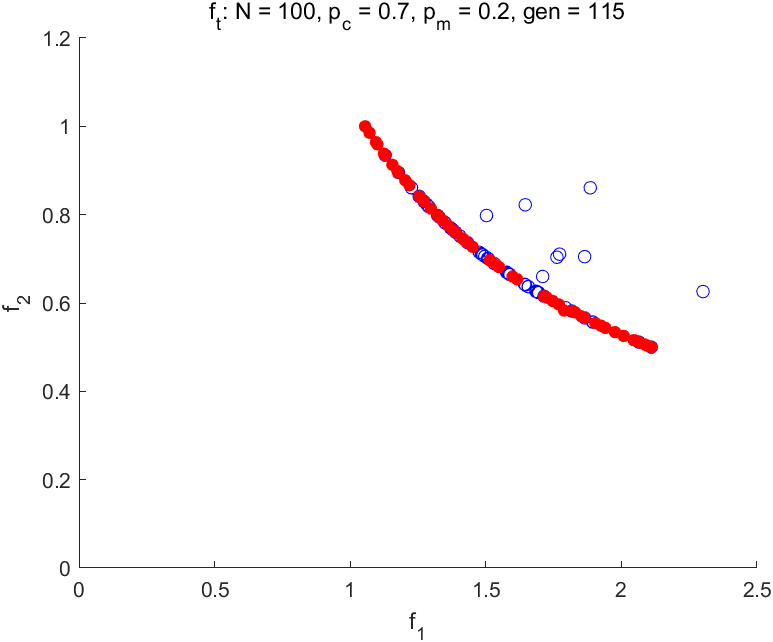 f_t: N = 100, p_c = 0.7, p_m = 0.2, gen = 115
1.2
1
0.8
0.6
0.4
0.2
0
f_2
0 0.5 1 1.5 2 2.5
f_1